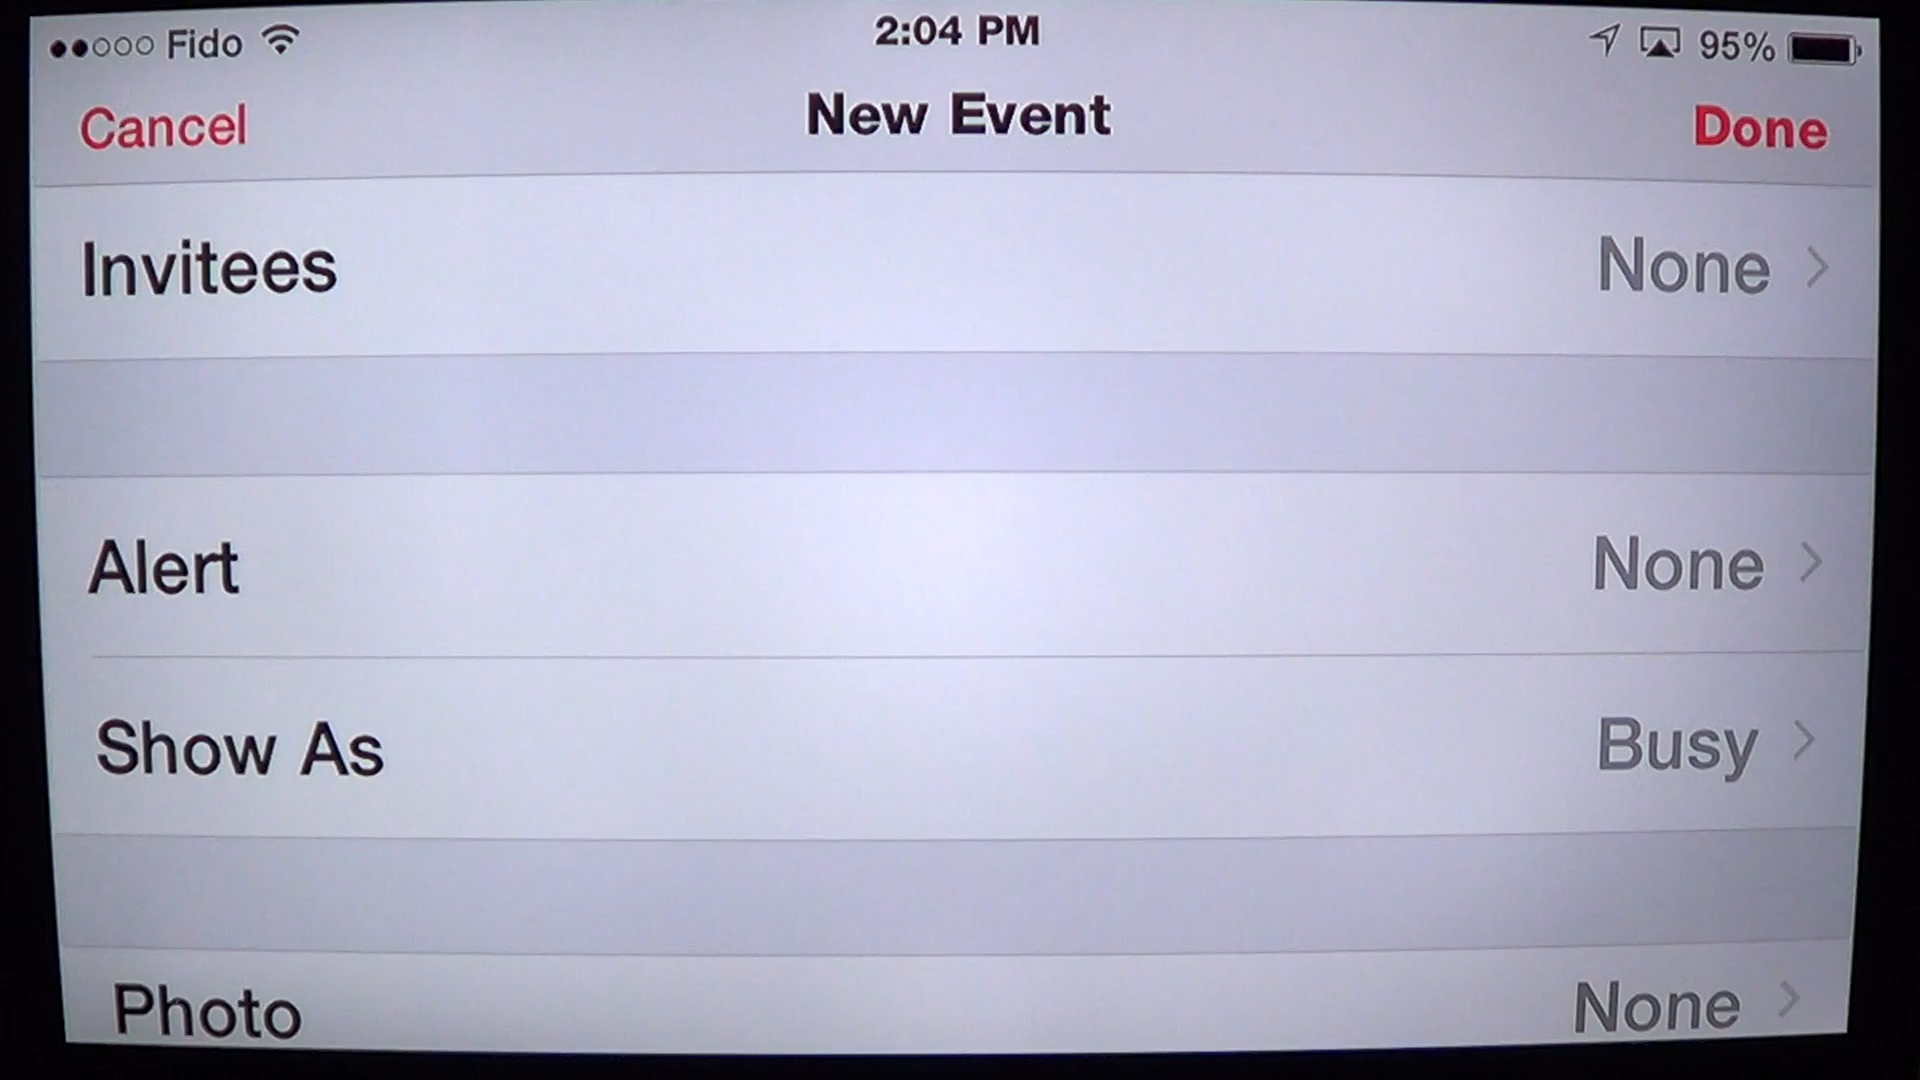 Fido 2:04 PM 95%
Cancel New Event Done
Invitees None
Alert None
Show As Busy
Photo None